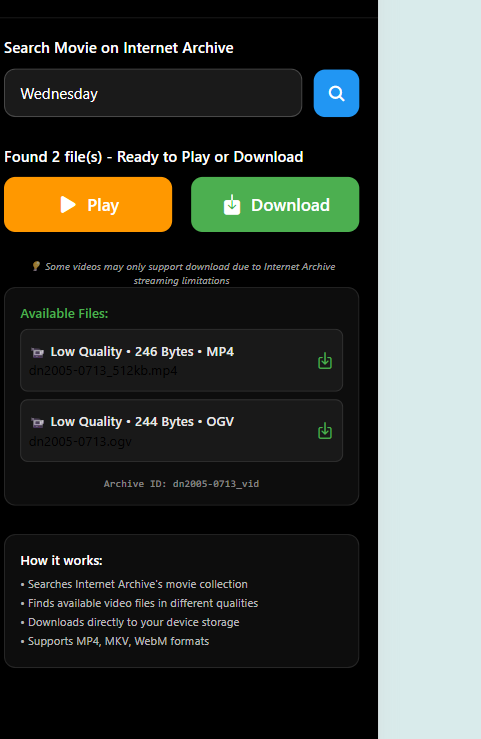 Search Movie on Internet Archive
Wednesday
Found 2 file(s) - Ready to Play or Download
Play
Download
Some videos may only support download due to Internet Archive
streaming limitations
Available Files:
Low Quality • 246 Bytes • MP4
dn2005-0713_512kb.mp4
Low Quality • 244 Bytes • OGV
dn2005-0713.ogv
Archive ID: dn2005-0713_vid
How it works:
• Searches Internet Archive's movie collection
• Finds available video files in different qualities
• Downloads directly to your device storage
• Supports MP4, MKV, WebM formats